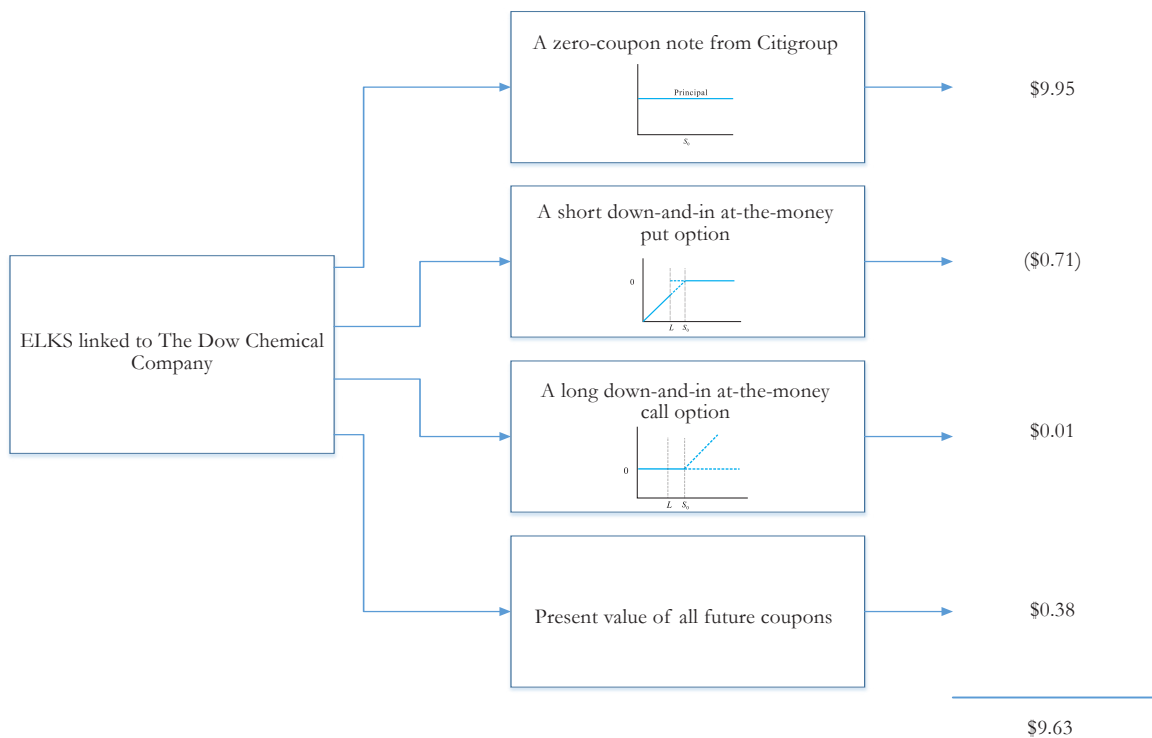 A zero-coupon note from Citigroup
Principal
S₀
$9.95
A short down-and-in at-the-money
put option
0
L S₀
($0.71)
ELKS linked to The Dow Chemical
Company
A long down-and-in at-the-money
call option
0
L S₀
$0.01
Present value of all future coupons
$0.38
$9.63